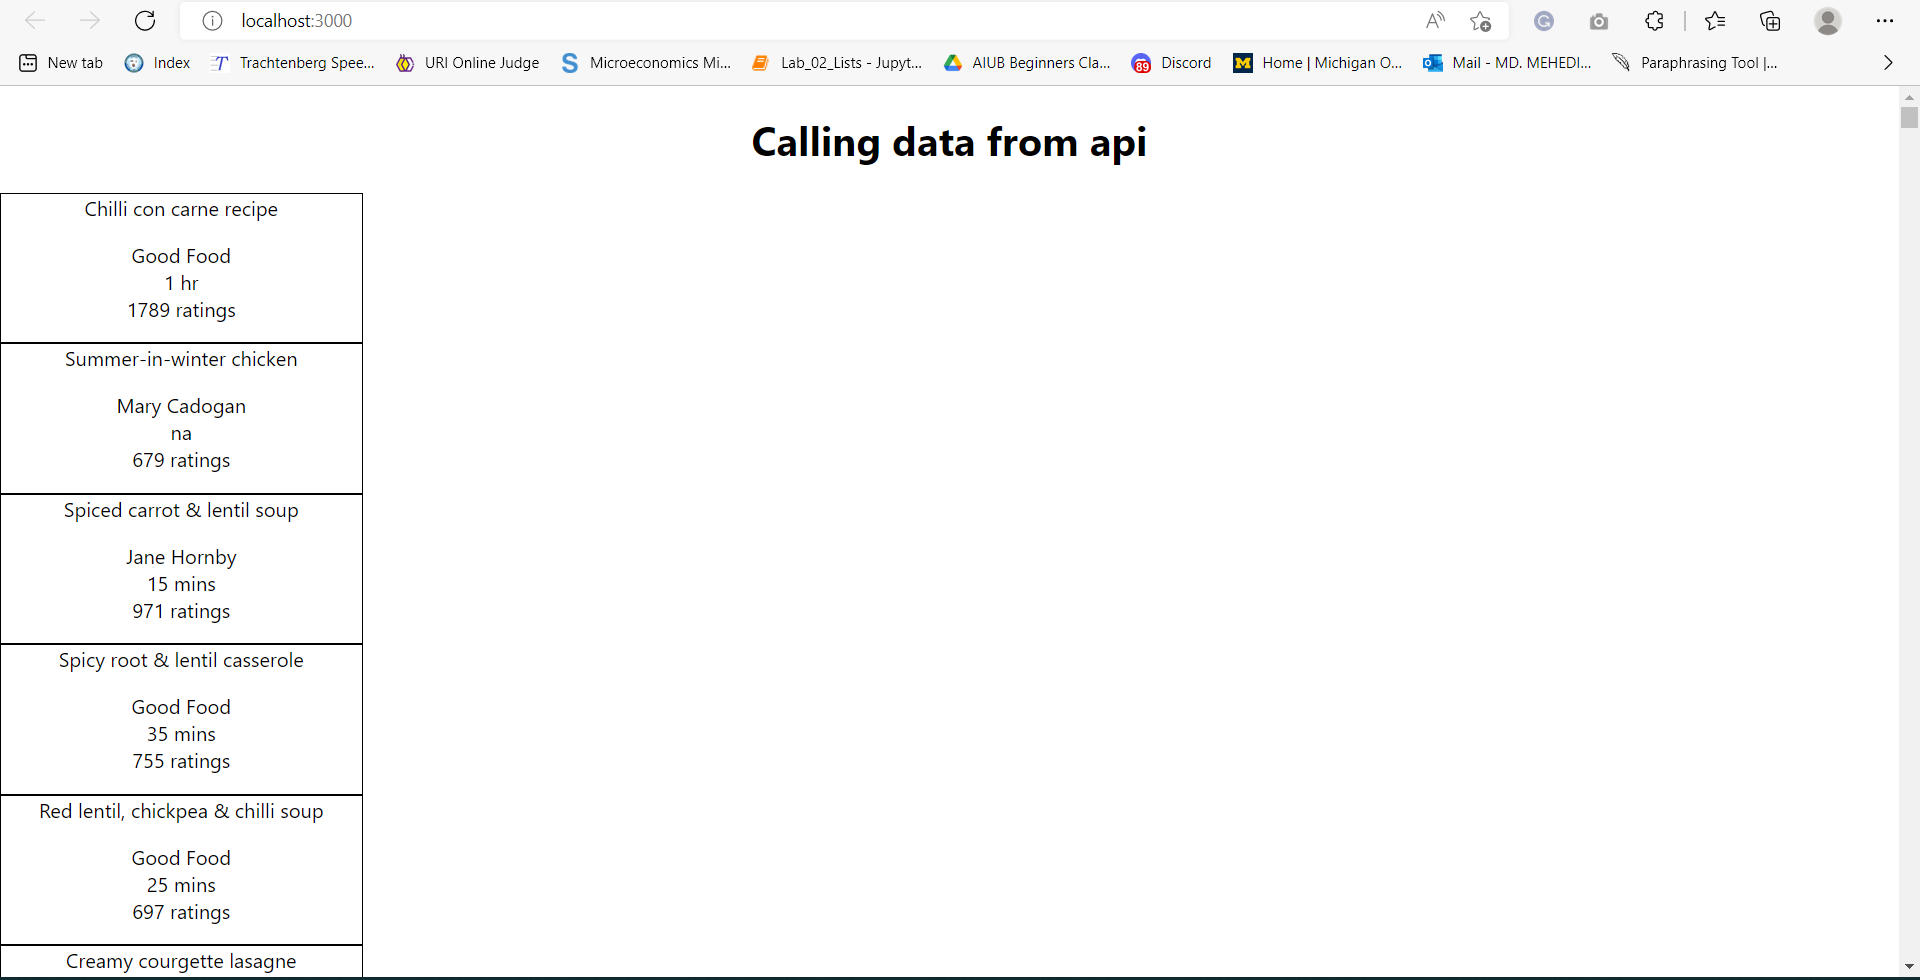 localhost:3000
New tab
Index
Trachtenberg Spee...
URI Online Judge
Microeconomics Mi...
Lab_02_Lists - Jupyt...
AIUB Beginners Cla...
89
Discord
M
Home | Michigan O...
Mail - MD. MEHEDI...
Paraphrasing Tool |...
Calling data from api
Chilli con carne recipe
Good Food
1 hr
1789 ratings
Summer-in-winter chicken
Mary Cadogan
na
679 ratings
Spiced carrot & lentil soup
Jane Hornby
15 mins
971 ratings
Spicy root & lentil casserole
Good Food
35 mins
755 ratings
Red lentil, chickpea & chilli soup
Good Food
25 mins
697 ratings
Creamy courgette lasagne